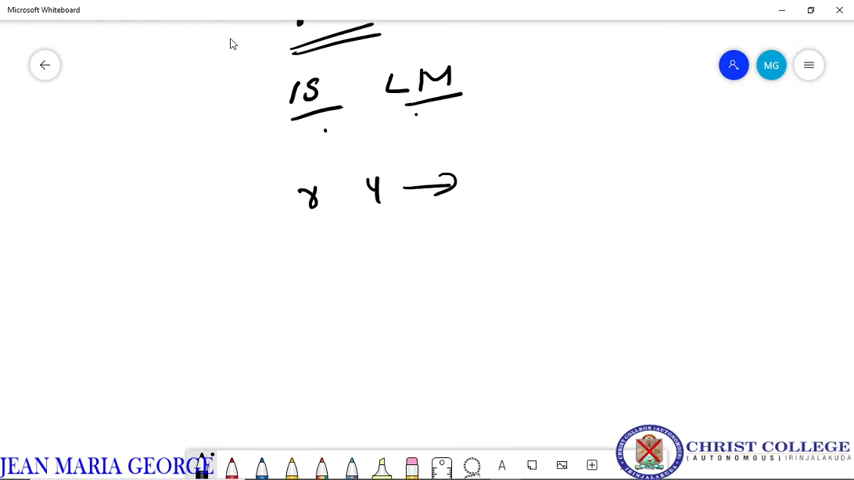 Microsoft Whiteboard
IS LM
MG
r y →
A
JEAN MARIA GEORGE
CHRIST COLLEGE
(AUTONOMOUS) IRINJALAKUDA